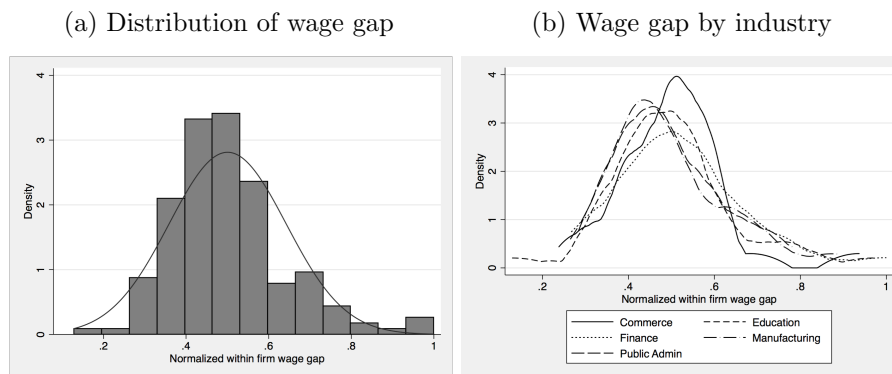 (a) Distribution of wage gap
(b) Wage gap by industry
4
3
2
1
0
Density
.2 .4 .6 .8 1
Normalized within firm wage gap
4
3
2
1
0
Density
.2 .4 .6 .8 1
Normalized within firm wage gap
Commerce Education
Finance Manufacturing
Public Admin